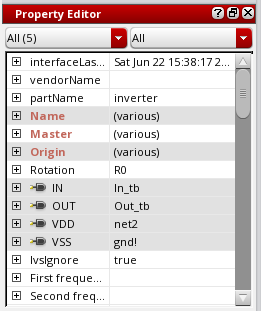 Property Editor
All (5) All
interfaceLas... Sat Jun 22 15:38:17 2...
vendorName
partName inverter
Name (various)
Master (various)
Origin (various)
Rotation R0
IN In_tb
OUT Out_tb
VDD net2
VSS gnd!
lvsIgnore true
First freque...
Second freq...